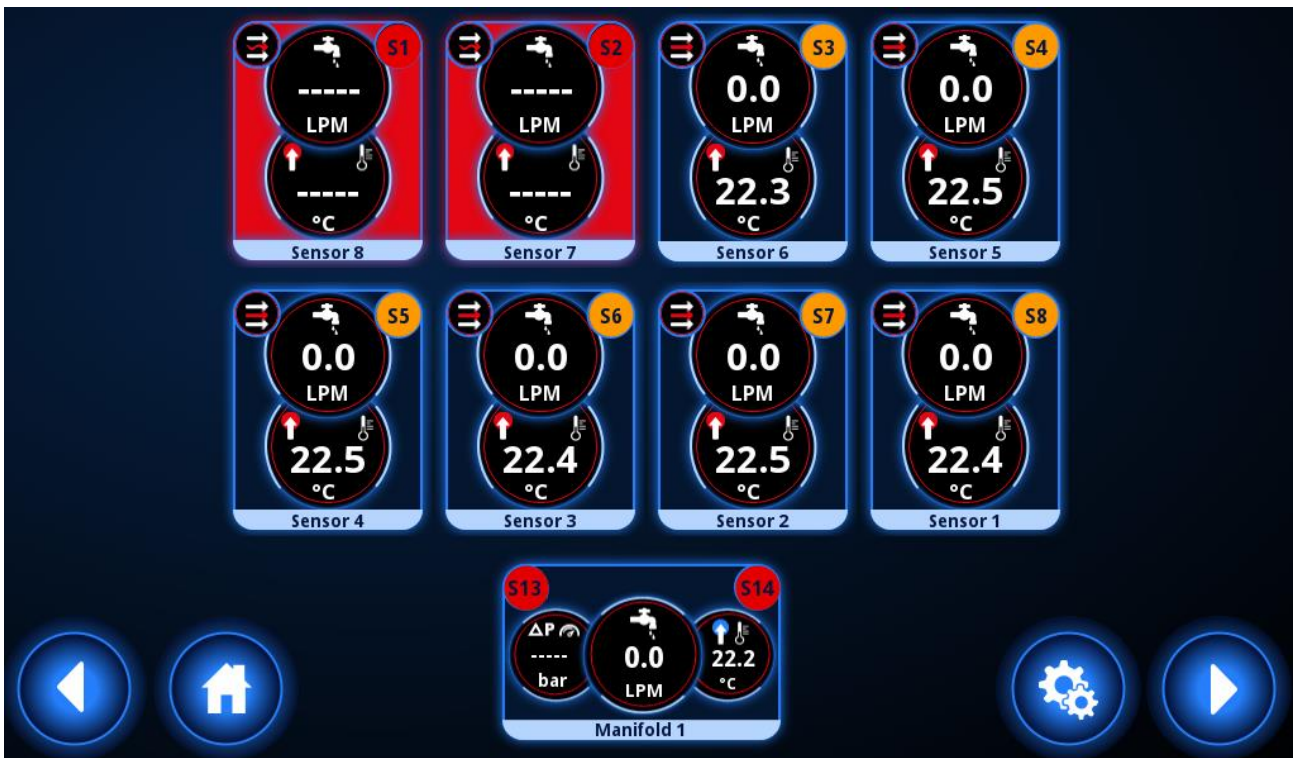 S1
-----
LPM
-----
°C
Sensor 8
S2
-----
LPM
-----
°C
Sensor 7
S3
0.0
LPM
22.3
°C
Sensor 6
S4
0.0
LPM
22.5
°C
Sensor 5
S5
0.0
LPM
22.5
°C
Sensor 4
S6
0.0
LPM
22.4
°C
Sensor 3
S7
0.0
LPM
22.5
°C
Sensor 2
S8
0.0
LPM
22.4
°C
Sensor 1
S13
S14
ΔP
-----
bar
0.0
LPM
22.2
°C
Manifold 1